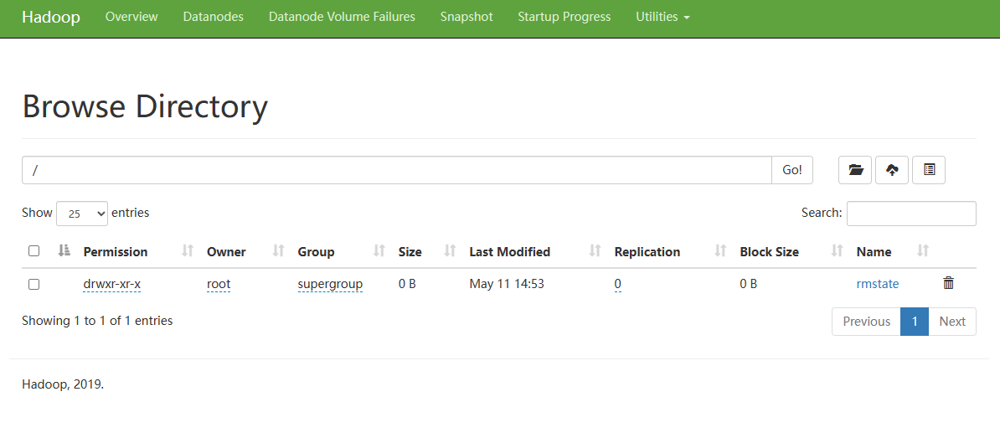 Hadoop Overview Datanodes Datanode Volume Failures Snapshot Startup Progress Utilities
Browse Directory
/ Go!
Show 25 entries Search:
Permission Owner Group Size Last Modified Replication Block Size Name
drwxr-xr-x root supergroup 0 B May 11 14:53 0 0 B rmstate
Showing 1 to 1 of 1 entries Previous 1 Next
Hadoop, 2019.